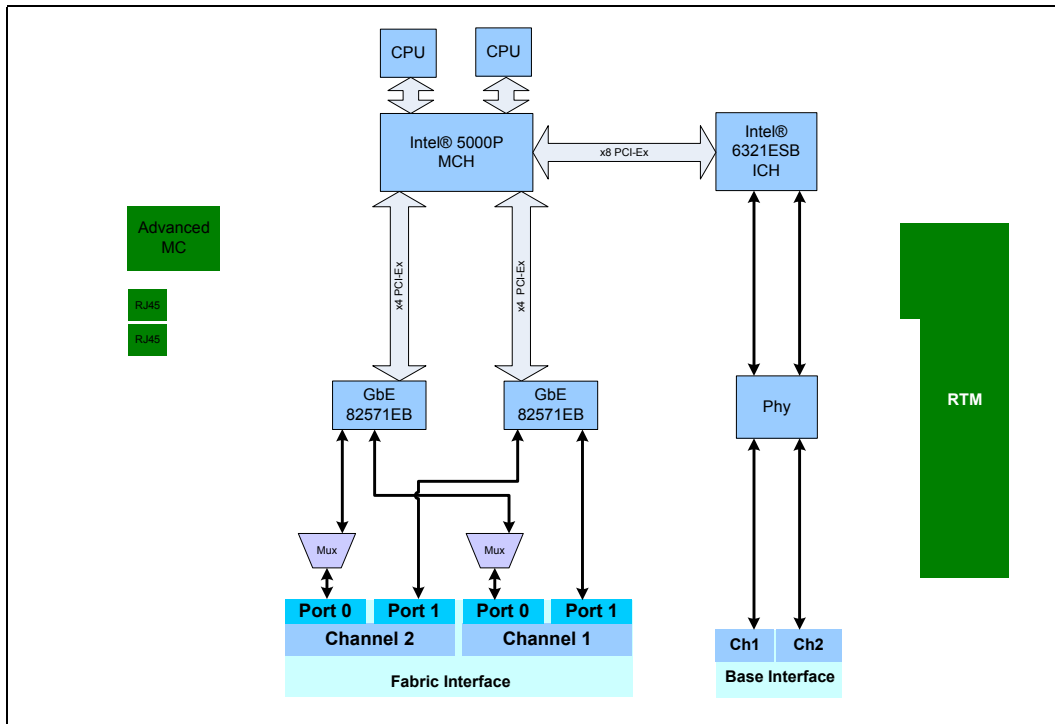 CPU
CPU
Intel® 5000P
MCH
x8 PCI-Ex
Intel®
6321ESB
ICH
Advanced
MC
RJ45
RJ45
x4 PCI-Ex
x4 PCI-Ex
GbE
82571EB
GbE
82571EB
Phy
RTM
Mux
Mux
Port 0
Port 1
Port 0
Port 1
Channel 2
Channel 1
Fabric Interface
Ch1
Ch2
Base Interface